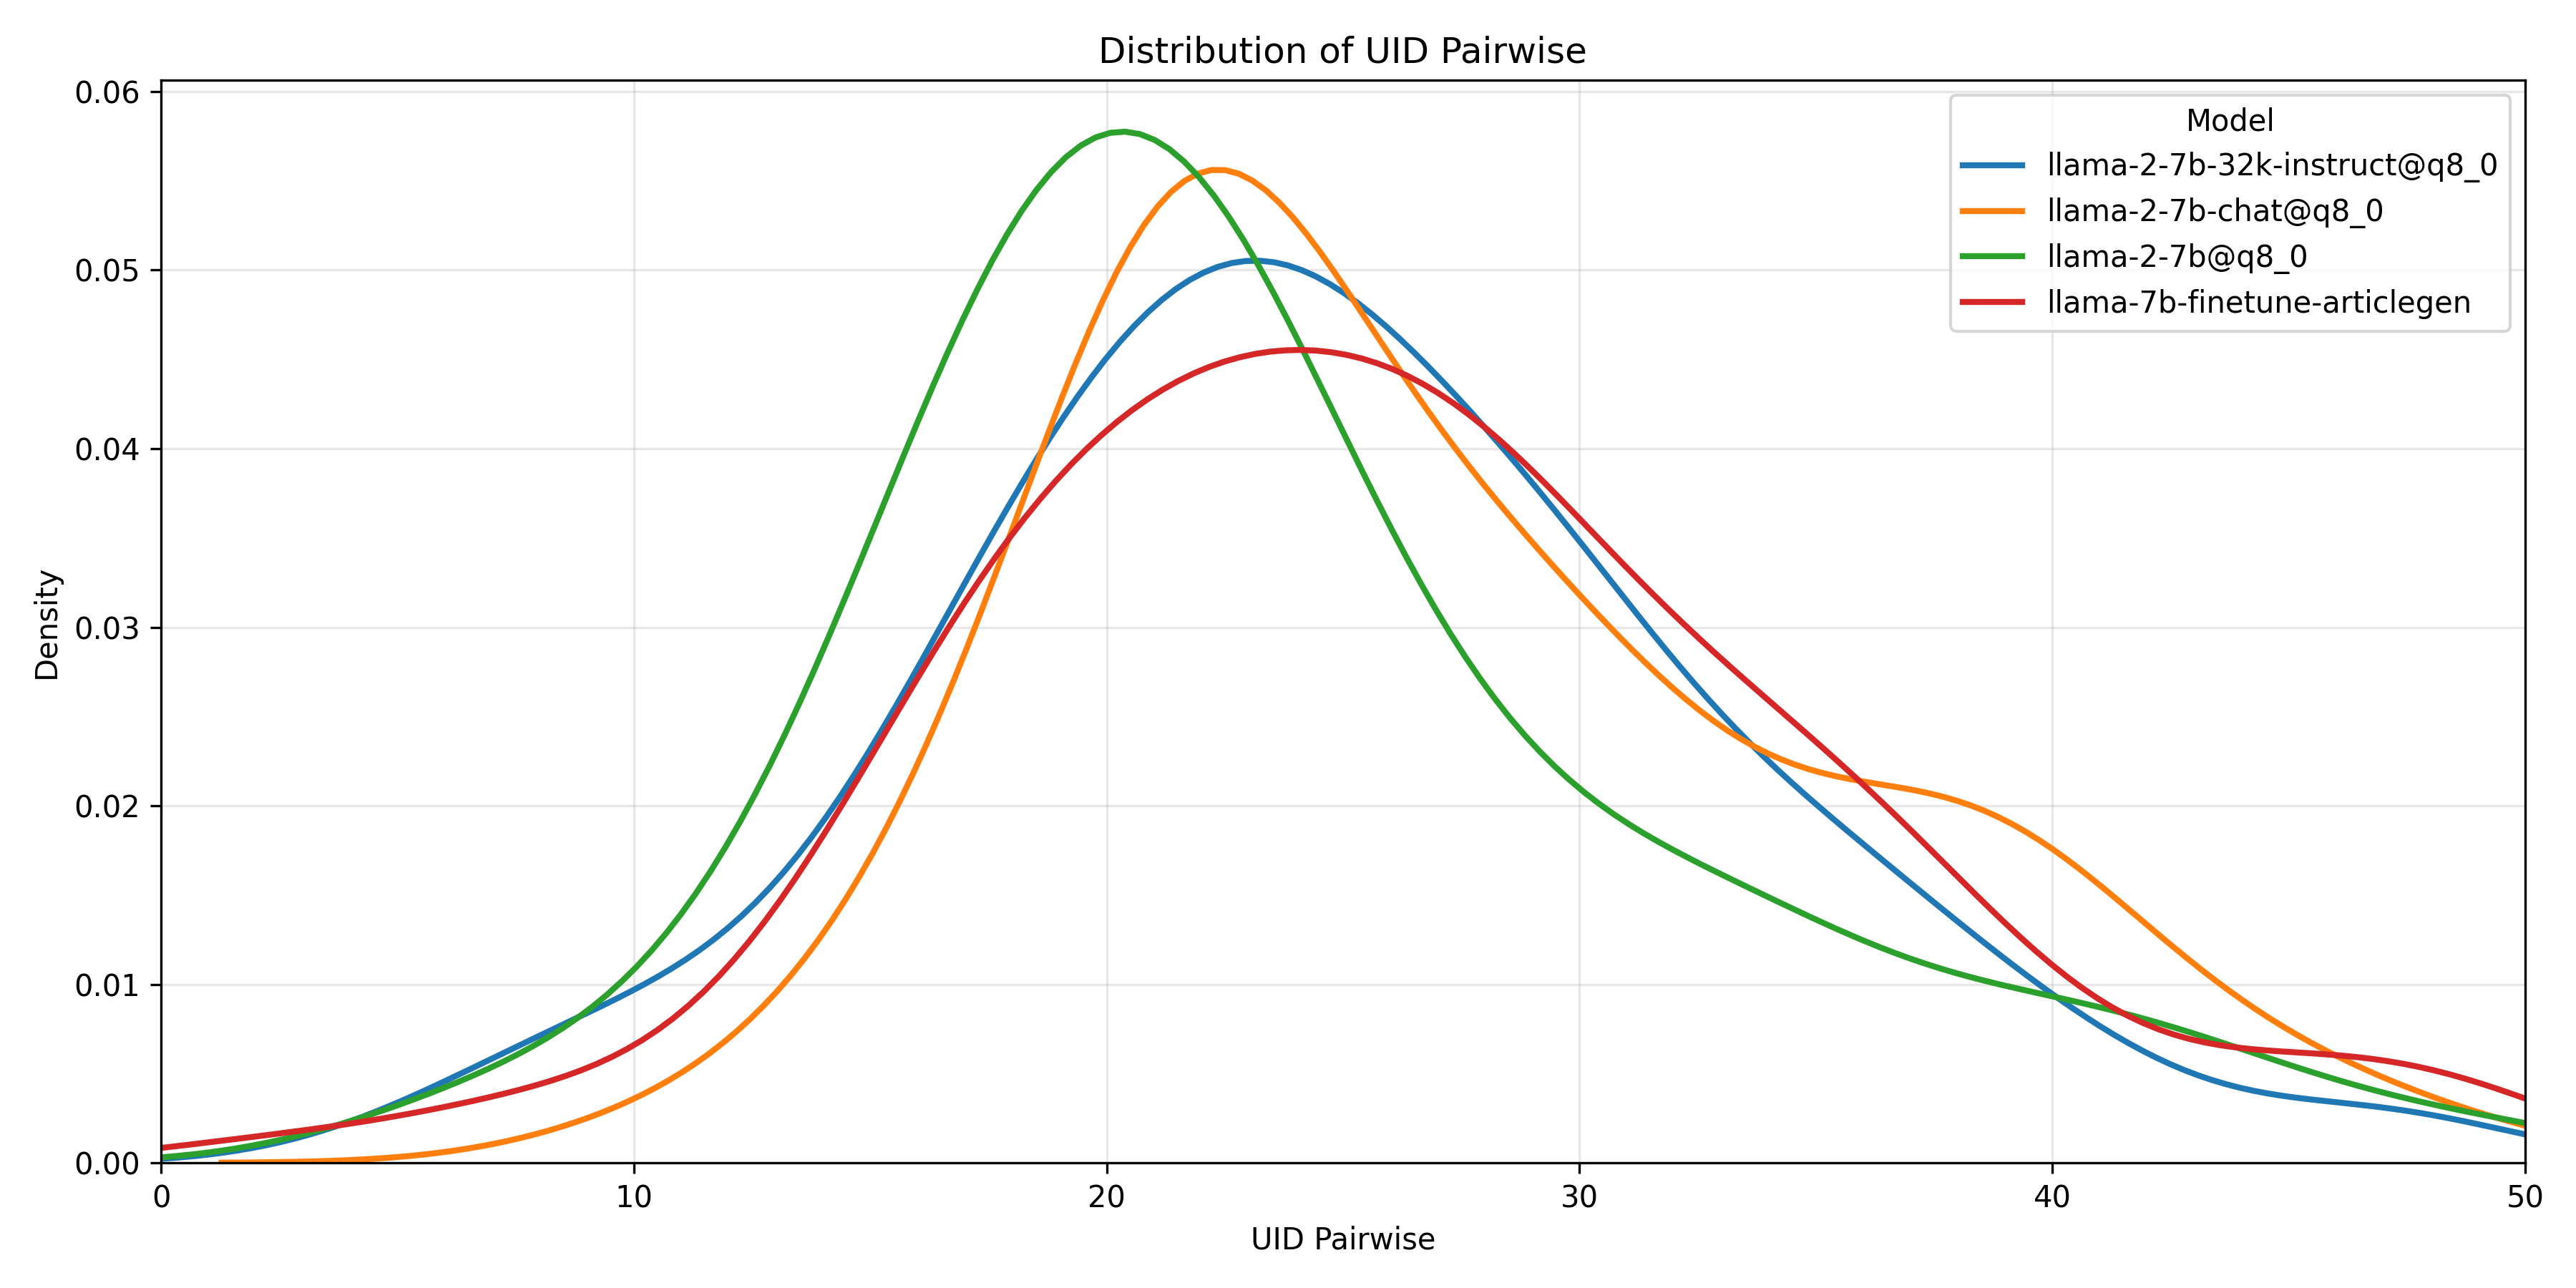 Distribution of UID Pairwise
0.06
0.05
0.04
0.03
0.02
0.01
0.00
Density
0
10
20
30
40
50
UID Pairwise
Model
llama-2-7b-32k-instruct@q8_0
llama-2-7b-chat@q8_0
llama-2-7b@q8_0
llama-7b-finetune-articlegen